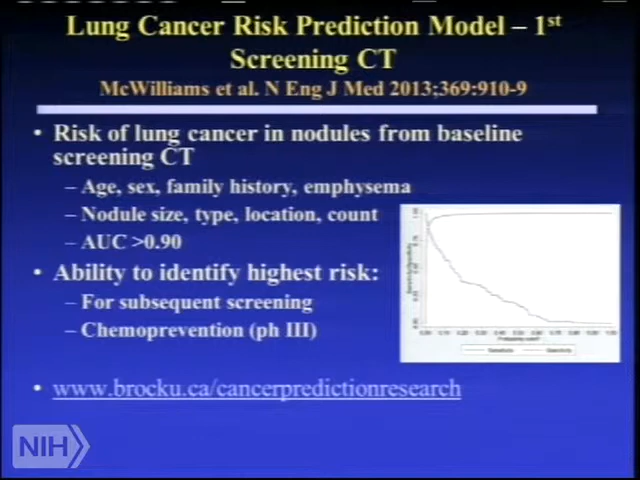 Lung Cancer Risk Prediction Model – 1st
Screening CT
McWilliams et al. N Eng J Med 2013;369:910-9
• Risk of lung cancer in nodules from baseline
screening CT
– Age, sex, family history, emphysema
– Nodule size, type, location, count
– AUC >0.90
• Ability to identify highest risk:
– For subsequent screening
– Chemoprevention (ph III)
• www.brocku.ca/cancerpredictionresearch
NIH